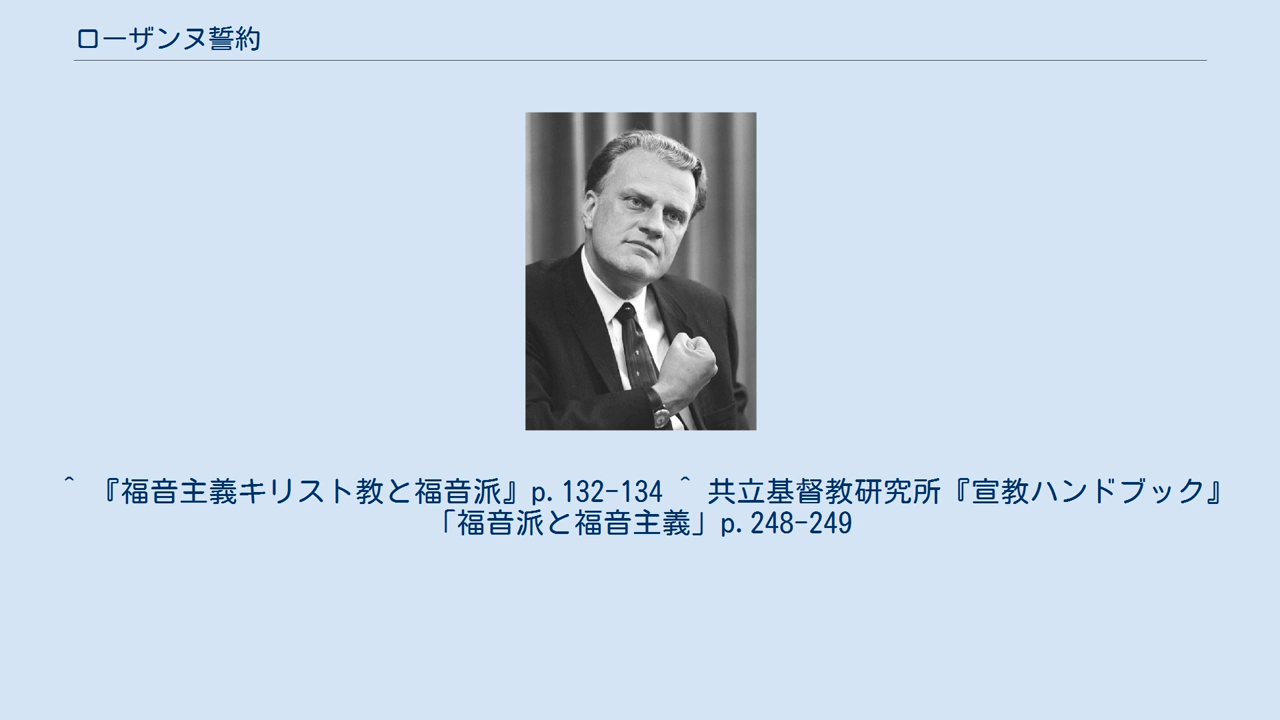 ローザンヌ誓約
^ 『福音主義キリスト教と福音派』p.132-134 ^ 共立基督教研究所『宣教ハンドブック』
「福音派と福音主義」p.248-249